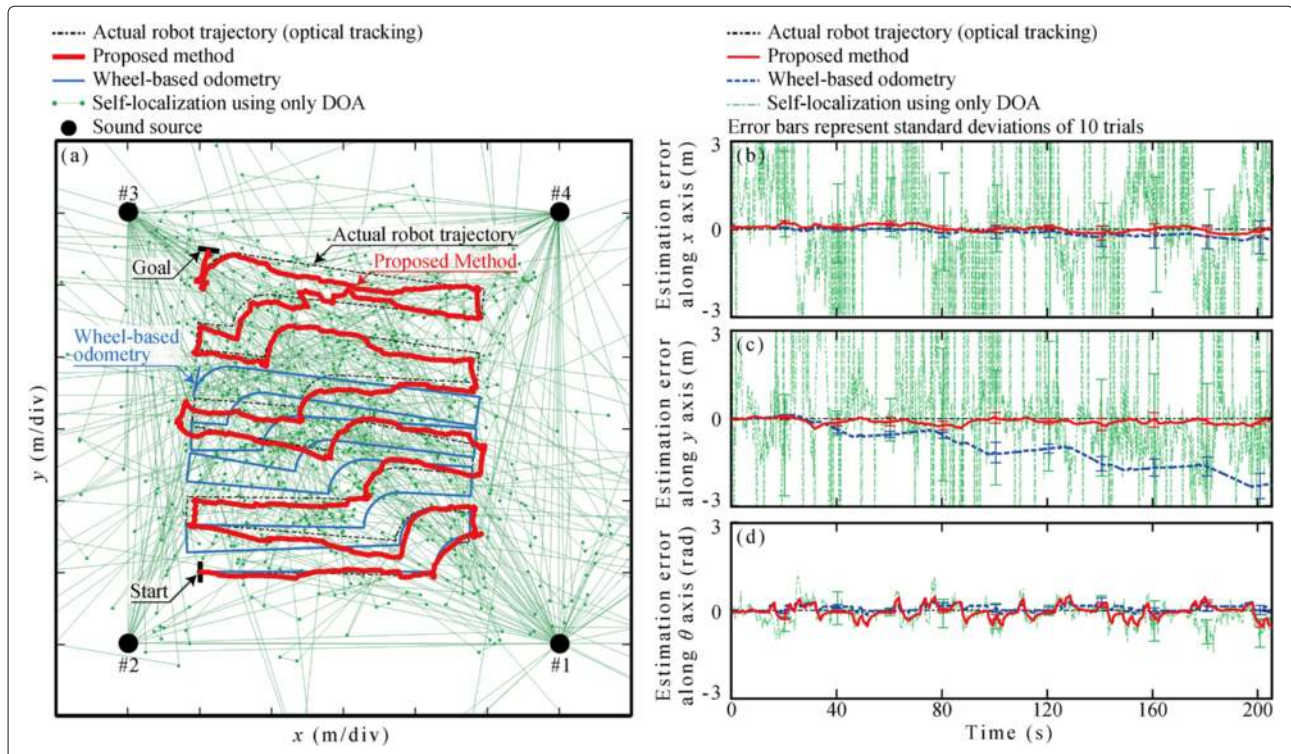 Actual robot trajectory (optical tracking)
Proposed method
Wheel-based odometry
Self-localization using only DOA
Sound source
(a)
#3
#4
Actual robot trajectory
Goal
Proposed Method
Wheel-based
odometry
Start
#2
#1
y (m/div)
x (m/div)
Actual robot trajectory (optical tracking)
Proposed method
Wheel-based odometry
Self-localization using only DOA
Error bars represent standard deviations of 10 trials
Estimation error
along x axis (m)
3
(b)
0
-3
Estimation error
along y axis (m)
3
(c)
0
-3
Estimation error
along θ axis (rad)
3
(d)
0
-3
0 40 80 120 160 200
Time (s)